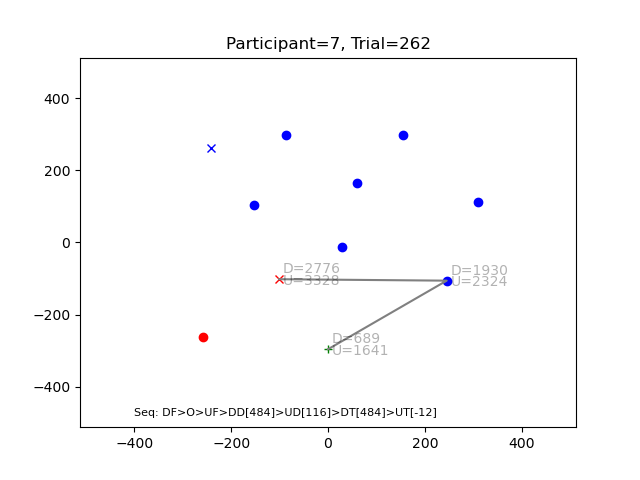 Participant=7, Trial=262
400
200
0
−200
−400
D=2776
U=3328
D=1930
U=2324
D=689
U=1641
Seq: DF>O>UF>DD[484]>UD[116]>DT[484]>UT[-12]
−400 −200 0 200 400